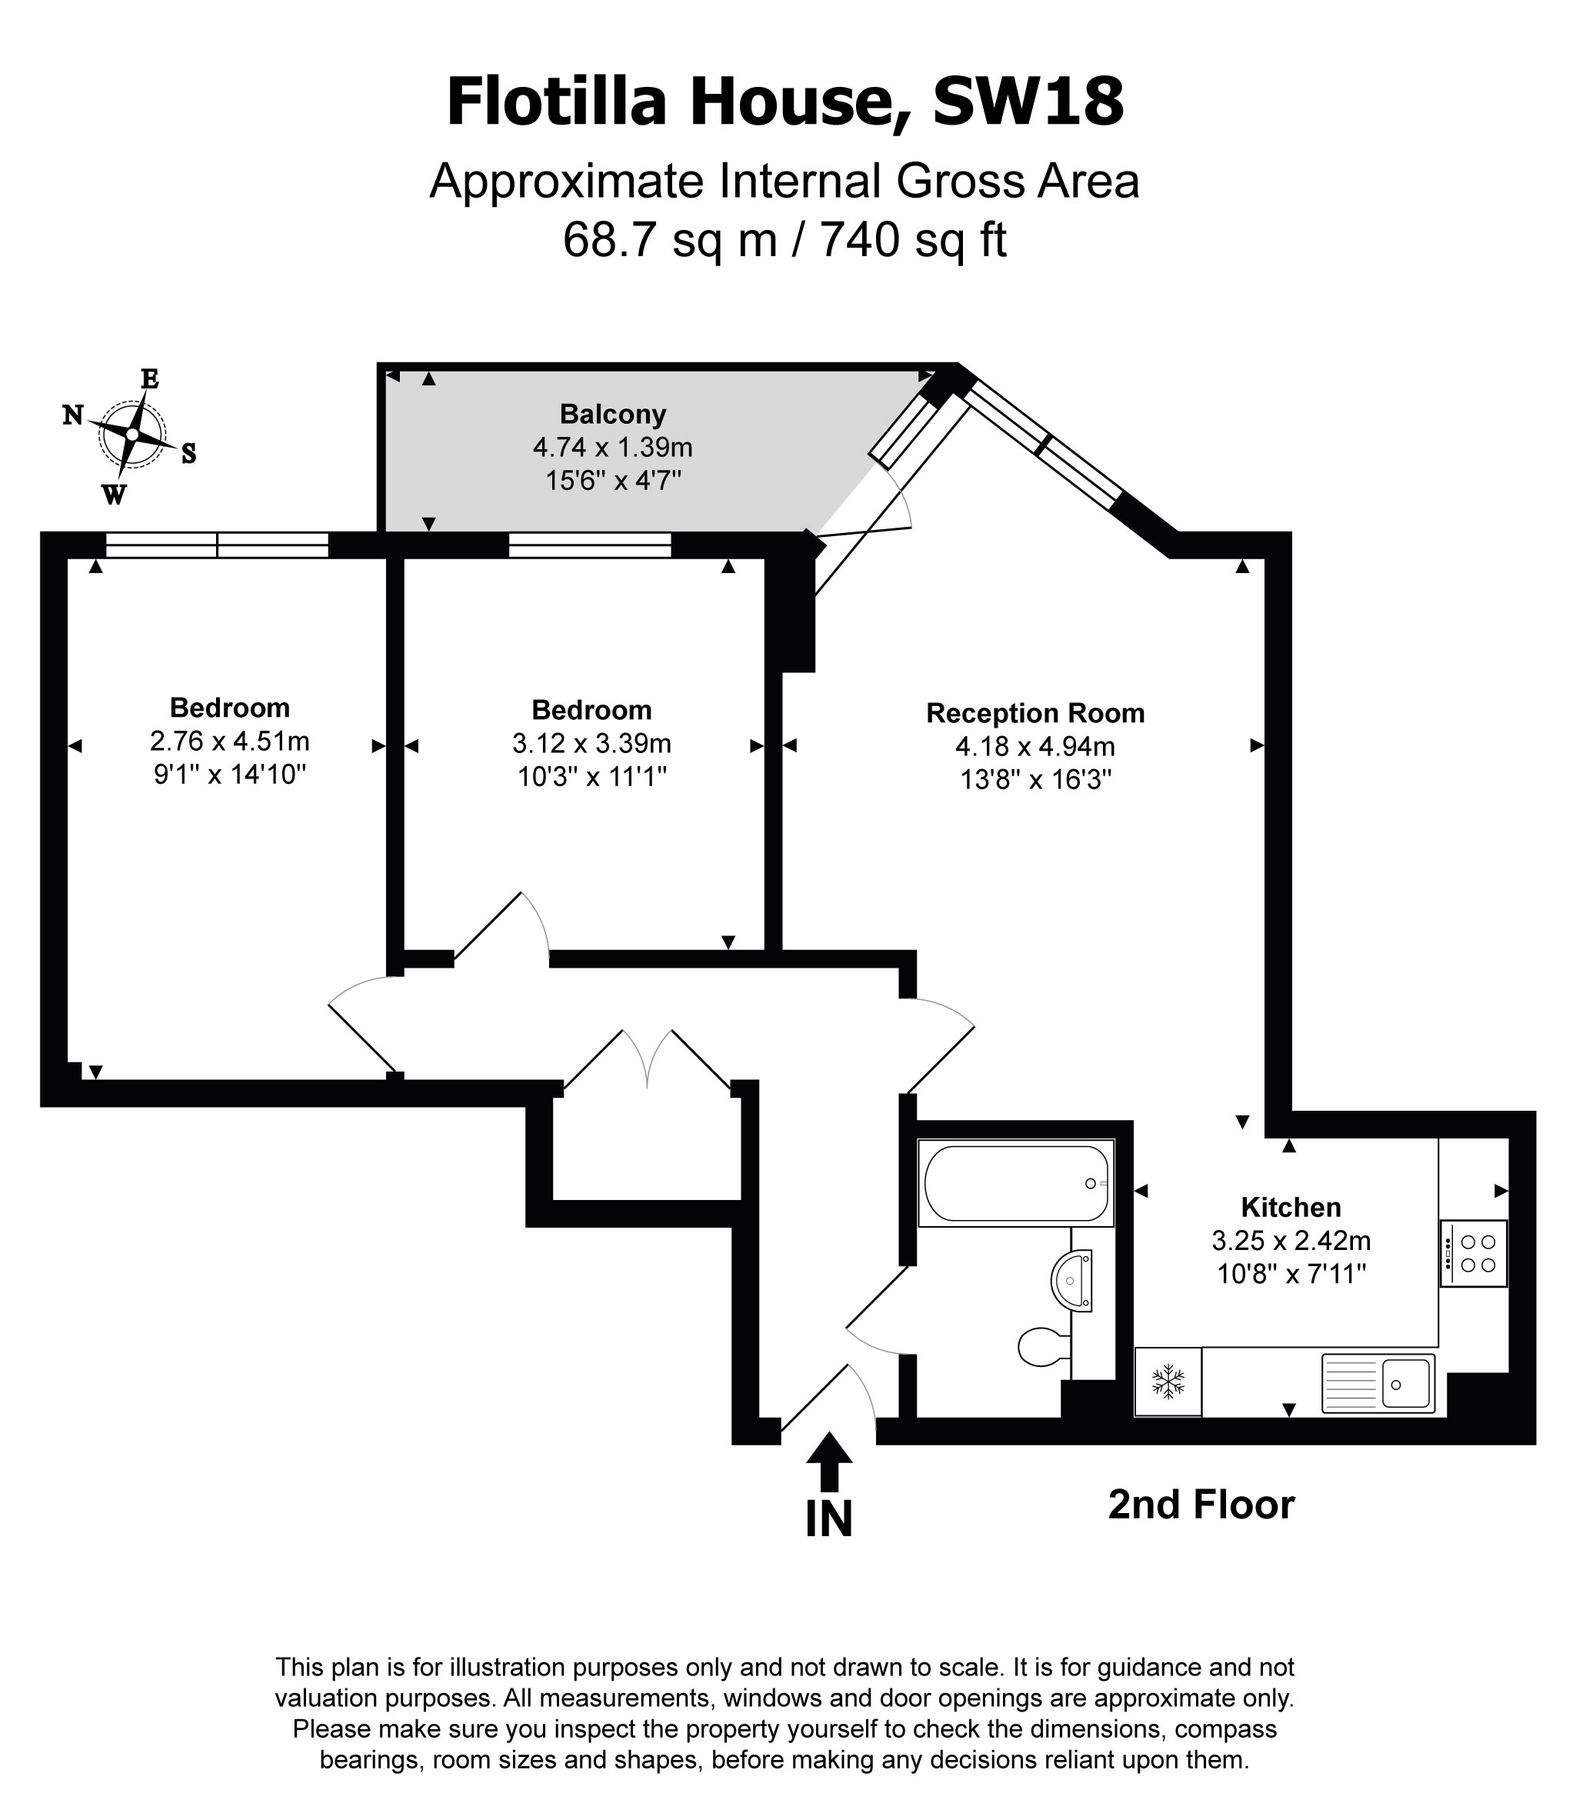 Flotilla House, SW18
Approximate Internal Gross Area
68.7 sq m / 740 sq ft
E
N
S
W
Balcony
4.74 x 1.39m
15'6" x 4'7"
Bedroom
2.76 x 4.51m
9'1" x 14'10"
Bedroom
3.12 x 3.39m
10'3" x 11'1"
Reception Room
4.18 x 4.94m
13'8" x 16'3"
Kitchen
3.25 x 2.42m
10'8" x 7'11"
IN
2nd Floor
This plan is for illustration purposes only and not drawn to scale. It is for guidance and not
valuation purposes. All measurements, windows and door openings are approximate only.
Please make sure you inspect the property yourself to check the dimensions, compass
bearings, room sizes and shapes, before making any decisions reliant upon them.